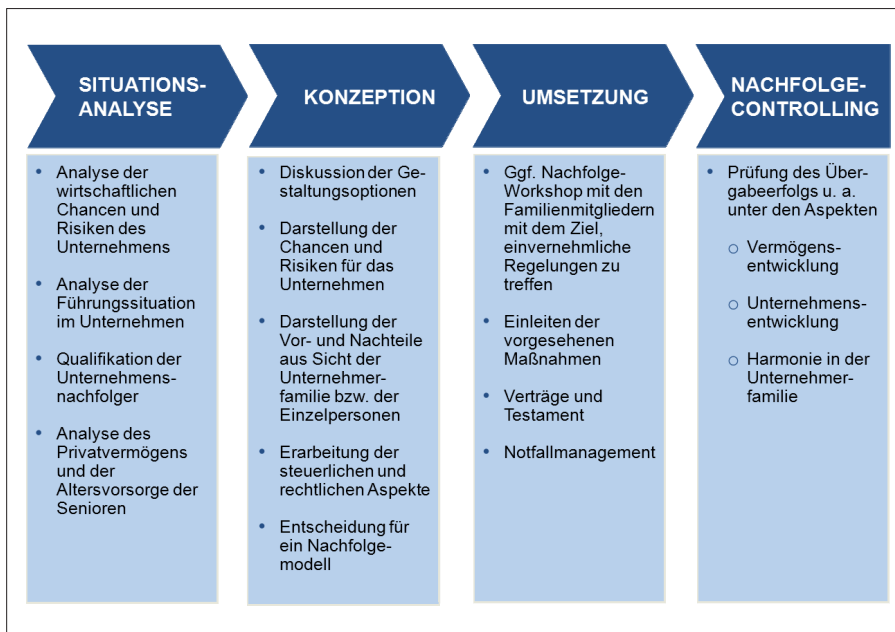 SITUATIONS-
ANALYSE
• Analyse der
wirtschaftlichen
Chancen und
Risiken des
Unternehmens
• Analyse der
Führungssituation
im Unternehmen
• Qualifikation der
Unternehmens-
nachfolger
• Analyse des
Privatvermögens
und der
Altersvorsorge der
Senioren
KONZEPTION
• Diskussion der Ge-
staltungsoptionen
• Darstellung der
Chancen und
Risiken für das
Unternehmen
• Darstellung der
Vor- und Nachteile
aus Sicht der
Unternehmer-
familie bzw. der
Einzelpersonen
• Erarbeitung der
steuerlichen und
rechtlichen Aspekte
• Entscheidung für
ein Nachfolge-
modell
UMSETZUNG
• Ggf. Nachfolge-
Workshop mit den
Familienmitgliedern
mit dem Ziel,
einvernehmliche
Regelungen zu
treffen
• Einleiten der
vorgesehenen
Maßnahmen
• Verträge und
Testament
• Notfallmanagement
NACHFOLGE-
CONTROLLING
• Prüfung des Über-
gabeerfolgs u. a.
unter den Aspekten
○ Vermögens-
entwicklung
○ Unternehmens-
entwicklung
○ Harmonie in der
Unternehmer-
familie